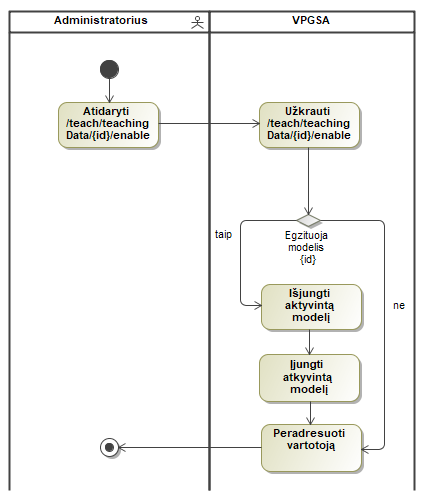 Administratorius
VPGSA
Atidaryti
/teach/teaching
Data/{id}/enable
Užkrauti
/teach/teaching
Data/{id}/enable
taip
Egzituoja
modelis
{id}
ne
Išjungti
aktyvintą
modelį
Įjungti
atkyvintą
modelį
Peradresuoti
vartotoją